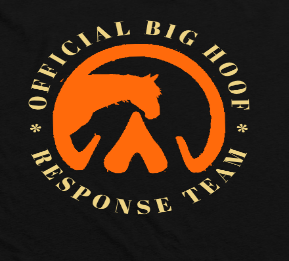 * OFFICIAL BIG HOOF *
RESPONSE TEAM